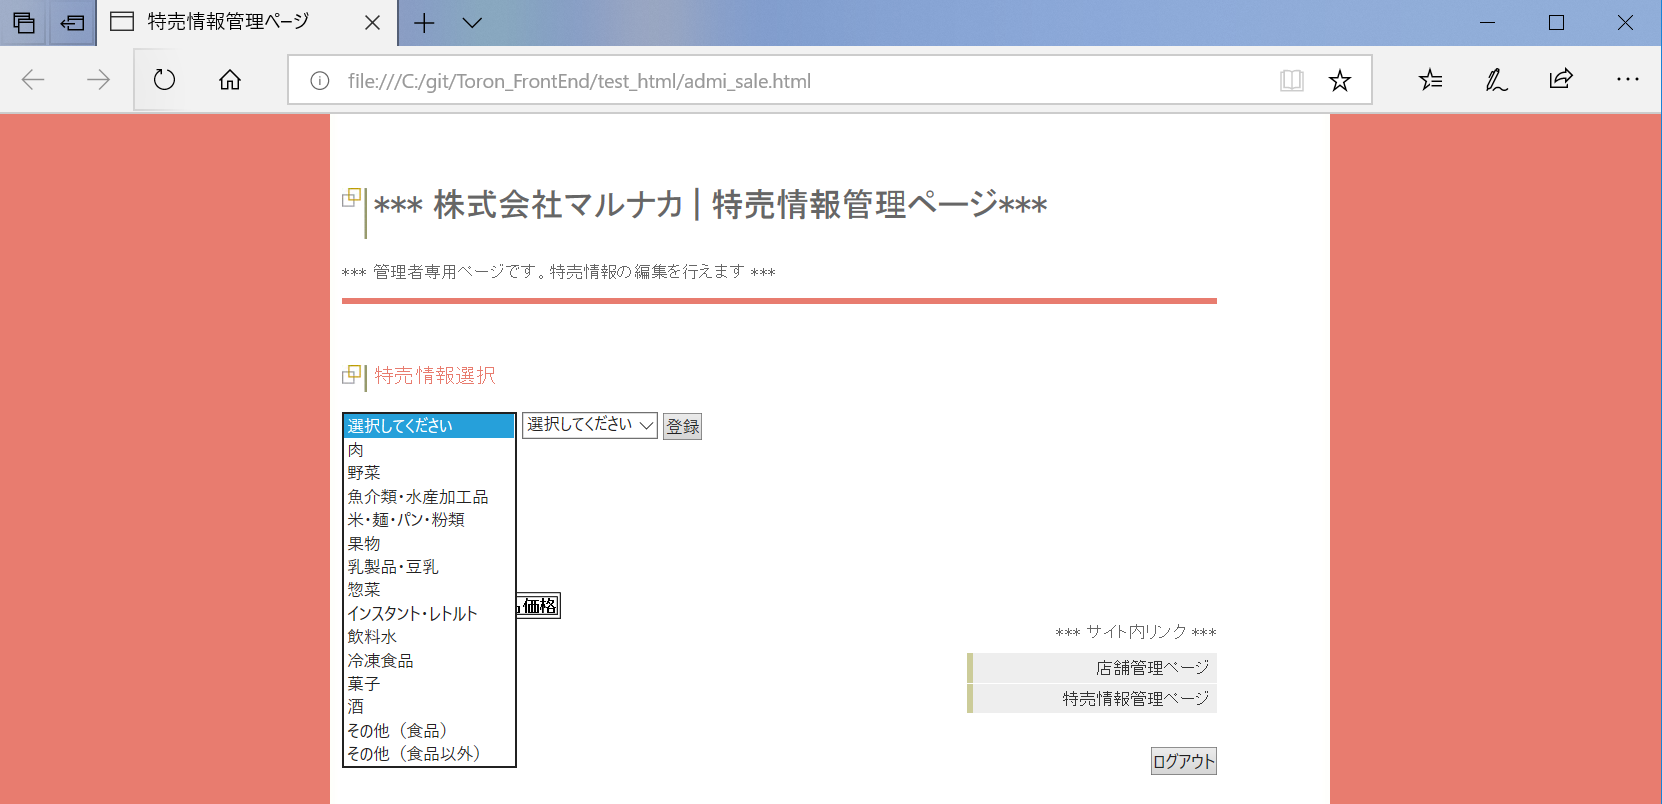 特売情報管理ページ
file:///C:/git/Toron_FrontEnd/test_html/admi_sale.html
*** 株式会社マルナカ | 特売情報管理ページ***
*** 管理者専用ページです。特売情報の編集を行えます ***
特売情報選択
選択してください 選択してください 登録
肉
野菜
魚介類・水産加工品
米・麺・パン・粉類
果物
乳製品・豆乳
惣菜
インスタント・レトルト
飲料水
冷凍食品
菓子
酒
その他（食品）
その他（食品以外）
価格
*** サイト内リンク ***
店舗管理ページ
特売情報管理ページ
ログアウト